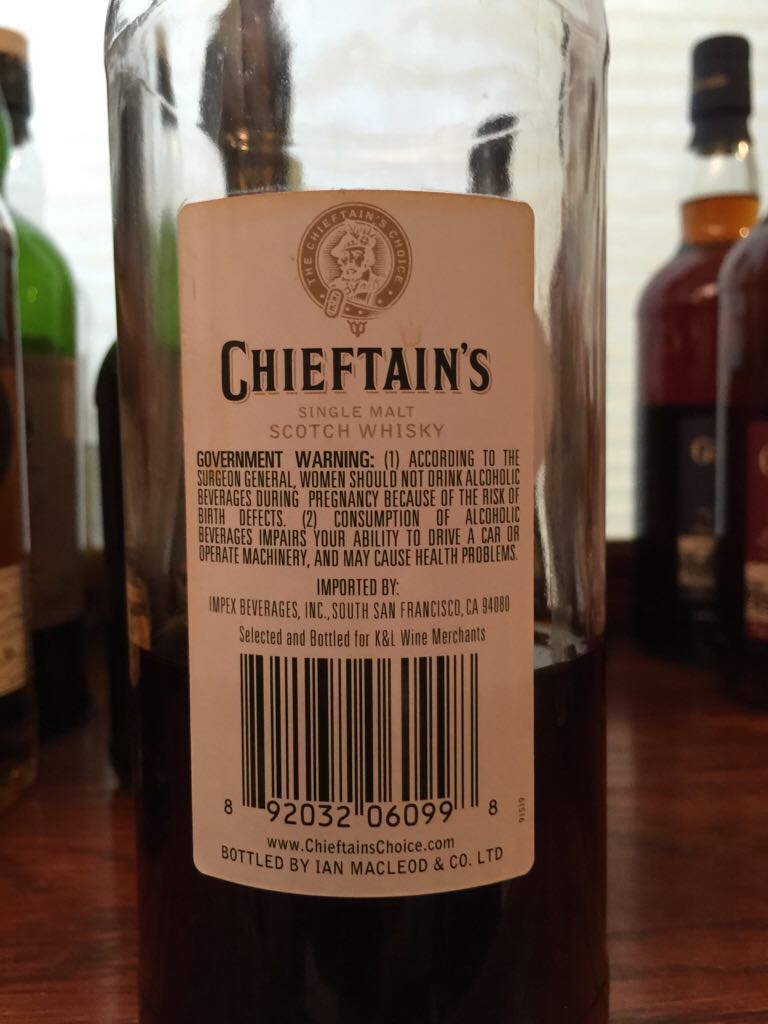 THE CHIEFTAIN'S CHOICE
CHIEFTAIN'S
SINGLE MALT
SCOTCH WHISKY
GOVERNMENT WARNING: (1) ACCORDING TO THE
SURGEON GENERAL, WOMEN SHOULD NOT DRINK ALCOHOLIC
BEVERAGES DURING PREGNANCY BECAUSE OF THE RISK OF
BIRTH DEFECTS. (2) CONSUMPTION OF ALCOHOLIC
BEVERAGES IMPAIRS YOUR ABILITY TO DRIVE A CAR OR
OPERATE MACHINERY, AND MAY CAUSE HEALTH PROBLEMS.
IMPORTED BY:
IMPEX BEVERAGES, INC., SOUTH SAN FRANCISCO, CA 94080
Selected and Bottled for K&L Wine Merchants
8 92032 06099 8
www.ChieftainsChoice.com
BOTTLED BY IAN MACLEOD & CO. LTD